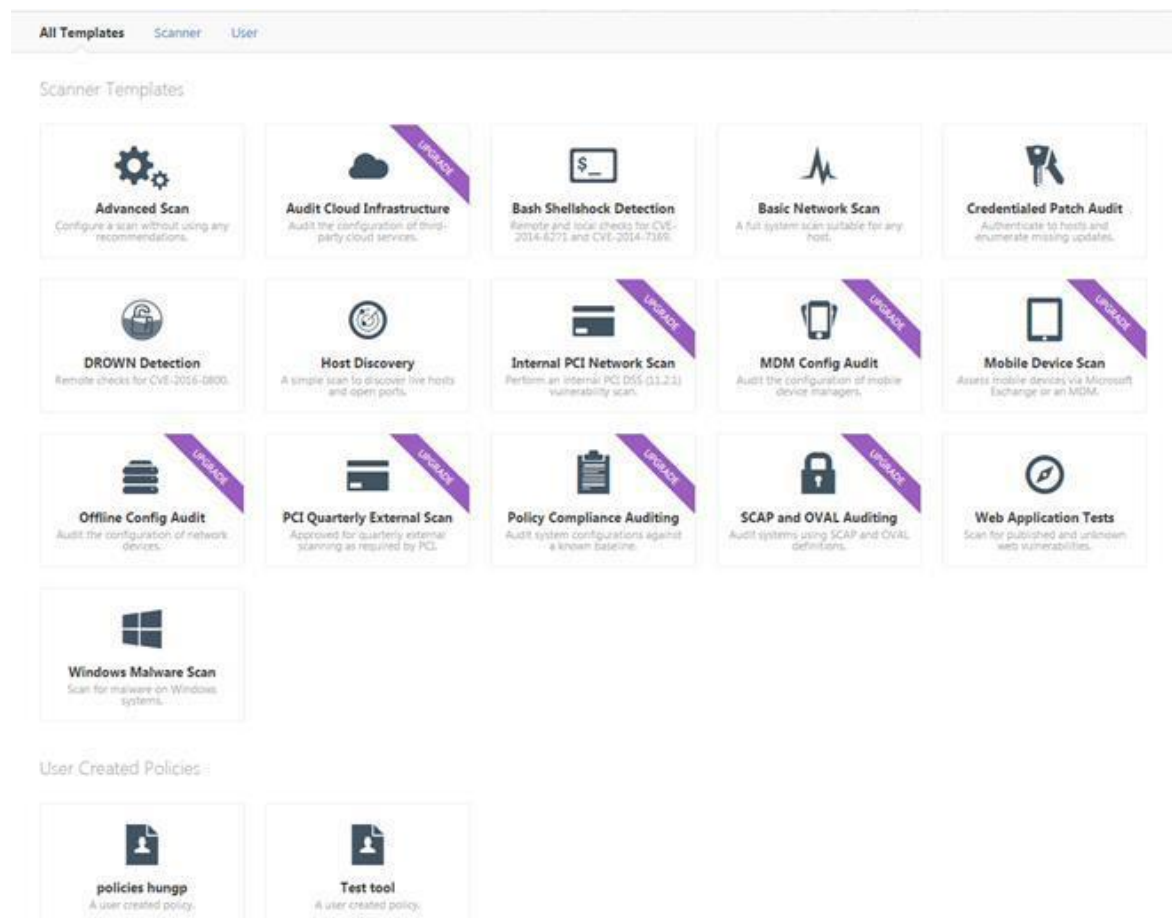 All Templates Scanner User
Scanner Templates
UPGRADE
Advanced Scan
Configure a scan without using any
recommendations.
Audit Cloud Infrastructure
Audit the configuration of third-
party cloud services.
Bash Shellshock Detection
Remote and local checks for CVE-
2014-6271 and CVE-2014-7169.
Basic Network Scan
A full system scan suitable for any
host.
Credentialed Patch Audit
Authenticate to hosts and
enumerate missing updates.
UPGRADE
UPGRADE
UPGRADE
DROWN Detection
Remote checks for CVE-2016-0800.
Host Discovery
A simple scan to discover live hosts
and open ports.
Internal PCI Network Scan
Perform an internal PCI DSS (11.2.1)
vulnerability scan.
MDM Config Audit
Audit the configuration of mobile
device managers.
Mobile Device Scan
Assess mobile devices via Microsoft
Exchange or an MDM.
UPGRADE
UPGRADE
UPGRADE
UPGRADE
Offline Config Audit
Audit the configuration of network
devices.
PCI Quarterly External Scan
Approved for quarterly external
scanning as required by PCI.
Policy Compliance Auditing
Audit system configurations against
a known baseline.
SCAP and OVAL Auditing
Audit systems using SCAP and OVAL
definitions.
Web Application Tests
Scan for published and unknown
web vulnerabilities.
Windows Malware Scan
Scan for malware on Windows
systems.
User Created Policies
policies hungp
A user created policy.
Test tool
A user created policy.